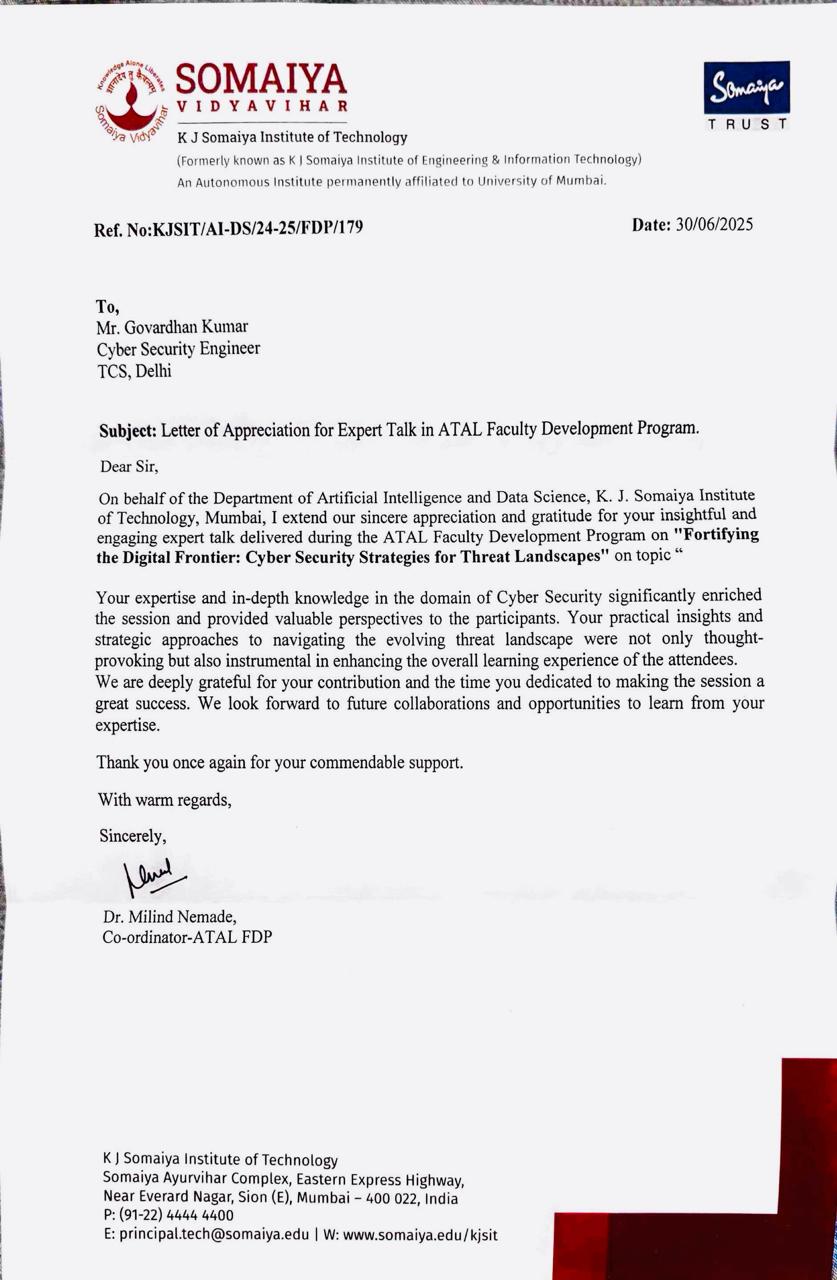 Knowledge Alone Liberates
ज्ञानादेव तु कैवल्यम्
Somaiya Vidyavihar
SOMAIYA
VIDYAVIHAR
Somaiya
TRUST
K J Somaiya Institute of Technology
(Formerly known as K J Somaiya Institute of Engineering & Information Technology)
An Autonomous Institute permanently affiliated to University of Mumbai.
Ref. No:KJSIT/AI-DS/24-25/FDP/179
Date: 30/06/2025
To,
Mr. Govardhan Kumar
Cyber Security Engineer
TCS, Delhi
Subject: Letter of Appreciation for Expert Talk in ATAL Faculty Development Program.
Dear Sir,
On behalf of the Department of Artificial Intelligence and Data Science, K. J. Somaiya Institute
of Technology, Mumbai, I extend our sincere appreciation and gratitude for your insightful and
engaging expert talk delivered during the ATAL Faculty Development Program on "Fortifying
the Digital Frontier: Cyber Security Strategies for Threat Landscapes" on topic “
Your expertise and in-depth knowledge in the domain of Cyber Security significantly enriched
the session and provided valuable perspectives to the participants. Your practical insights and
strategic approaches to navigating the evolving threat landscape were not only thought-
provoking but also instrumental in enhancing the overall learning experience of the attendees.
We are deeply grateful for your contribution and the time you dedicated to making the session a
great success. We look forward to future collaborations and opportunities to learn from your
expertise.
Thank you once again for your commendable support.
With warm regards,
Sincerely,
Dr. Milind Nemade,
Co-ordinator-ATAL FDP
K J Somaiya Institute of Technology
Somaiya Ayurvihar Complex, Eastern Express Highway,
Near Everard Nagar, Sion (E), Mumbai – 400 022, India
P: (91-22) 4444 4400
E: principal.tech@somaiya.edu | W: www.somaiya.edu/kjsit